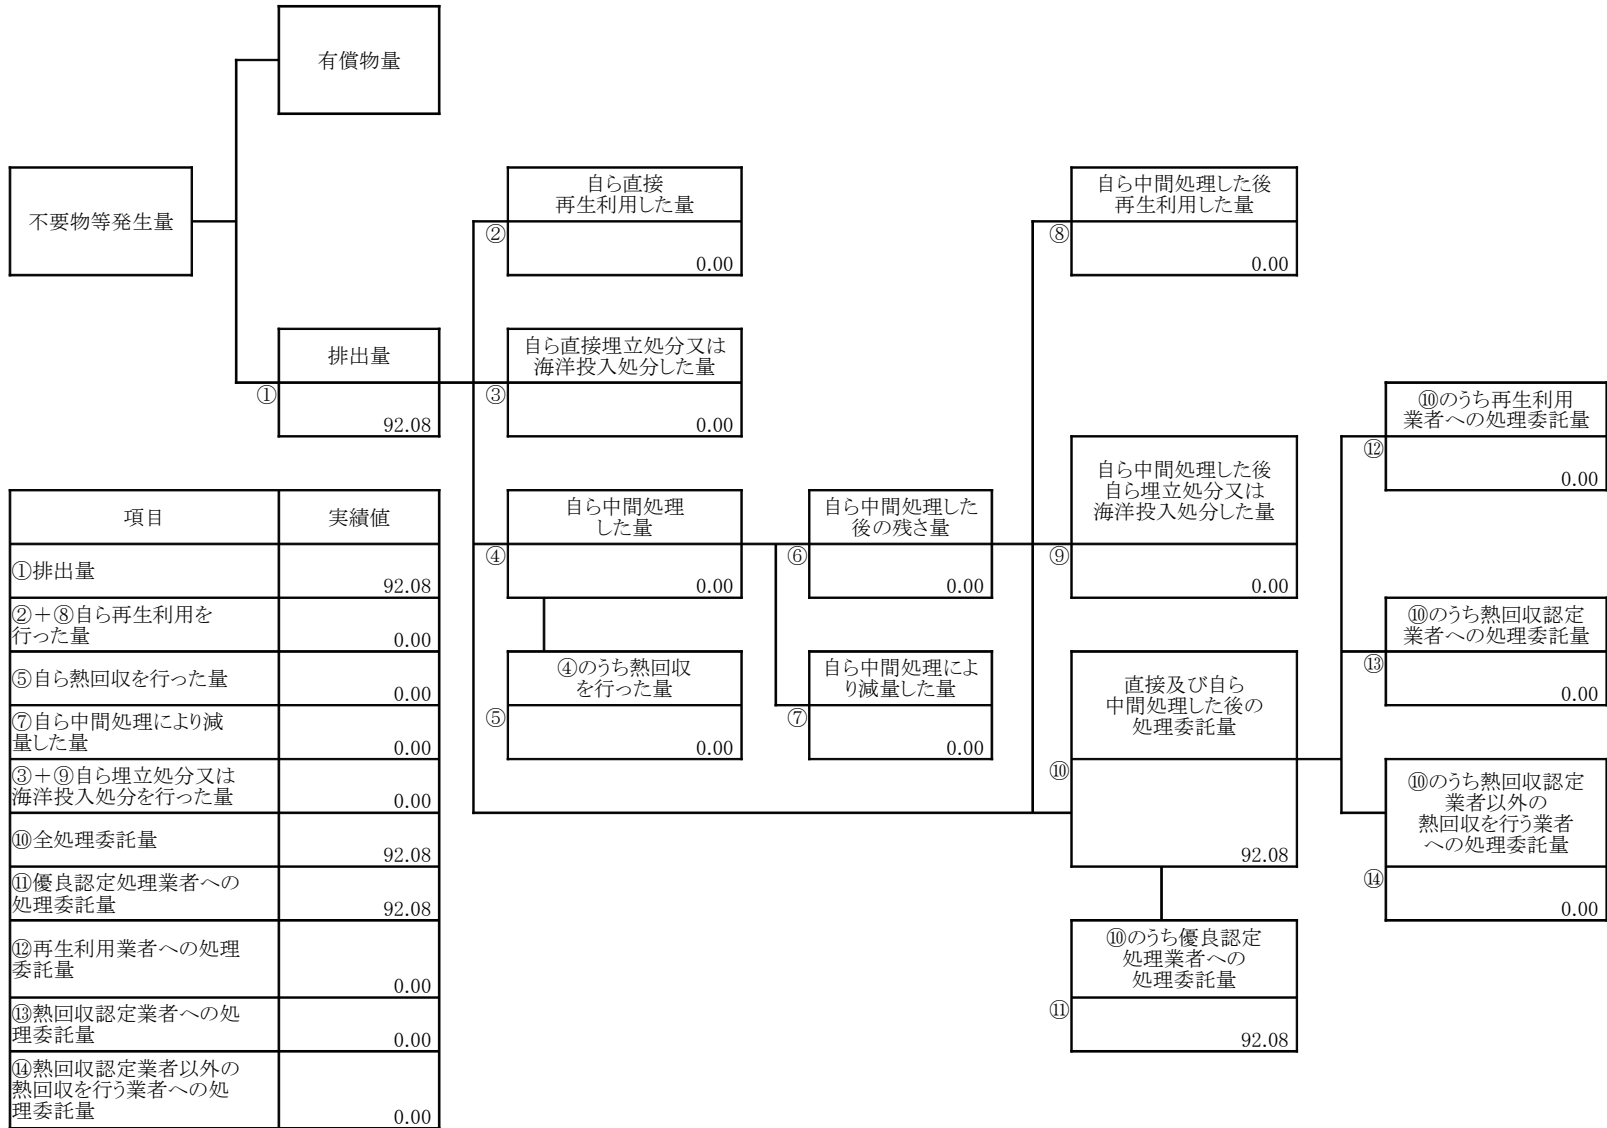 有償物量
不要物等発生量
自ら直接
再生利用した量
②
0.00
自ら中間処理した後
再生利用した量
⑧
0.00
排出量
①
92.08
自ら直接埋立処分又は
海洋投入処分した量
③
0.00
⑩のうち再生利用
業者への処理委託量
⑫
0.00
自ら中間処理
した量
④
0.00
自ら中間処理した
後の残さ量
⑥
0.00
自ら中間処理した後
自ら埋立処分又は
海洋投入処分した量
⑨
0.00
⑩のうち熱回収認定
業者への処理委託量
⑬
0.00
④のうち熱回収
を行った量
⑤
0.00
自ら中間処理によ
り減量した量
⑦
0.00
直接及び自ら
中間処理した後の
処理委託量
⑩
92.08
⑩のうち熱回収認定
業者以外の
熱回収を行う業者
への処理委託量
⑭
0.00
⑩のうち優良認定
処理業者への
処理委託量
⑪
92.08
項目 実績値
①排出量
92.08
②+⑧自ら再生利用を
行った量
0.00
⑤自ら熱回収を行った量
0.00
⑦自ら中間処理により減
量した量
0.00
③+⑨自ら埋立処分又は
海洋投入処分を行った量
0.00
⑩全処理委託量
92.08
⑪優良認定処理業者への
処理委託量
92.08
⑫再生利用業者への処理
委託量
0.00
⑬熱回収認定業者への処
理委託量
0.00
⑭熱回収認定業者以外の
熱回収を行う業者への処
理委託量
0.00